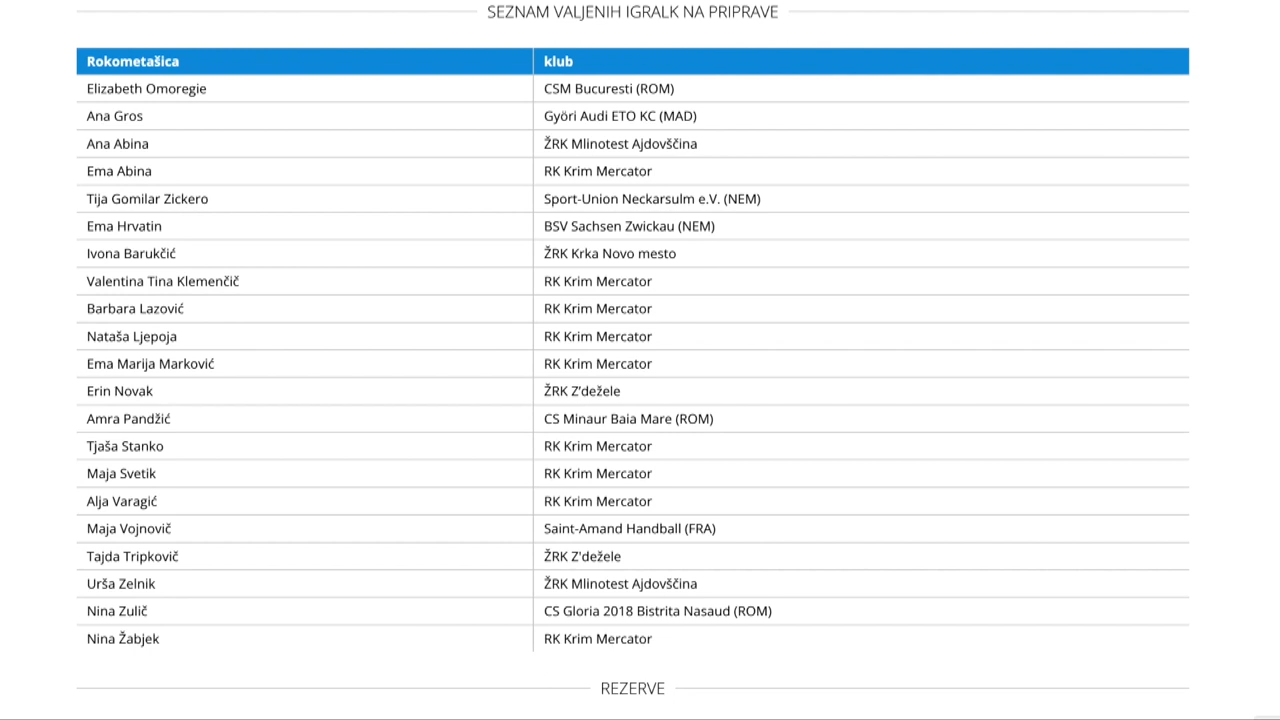 SEZNAM VALJENIH IGRALK NA PRIPRAVE
Rokometašica klub
Elizabeth Omoregie CSM Bucuresti (ROM)
Ana Gros Györi Audi ETO KC (MAD)
Ana Abina ŽRK Mlinotest Ajdovščina
Ema Abina RK Krim Mercator
Tija Gomilar Zickero Sport-Union Neckarsulm e.V. (NEM)
Ema Hrvatin BSV Sachsen Zwickau (NEM)
Ivona Barukčić ŽRK Krka Novo mesto
Valentina Tina Klemenčič RK Krim Mercator
Barbara Lazović RK Krim Mercator
Nataša Ljepoja RK Krim Mercator
Ema Marija Marković RK Krim Mercator
Erin Novak ŽRK Z’dežele
Amra Pandžić CS Minaur Baia Mare (ROM)
Tjaša Stanko RK Krim Mercator
Maja Svetik RK Krim Mercator
Alja Varagić RK Krim Mercator
Maja Vojnovič Saint-Amand Handball (FRA)
Tajda Tripkovič ŽRK Z'dežele
Urša Zelnik ŽRK Mlinotest Ajdovščina
Nina Zulič CS Gloria 2018 Bistrita Nasaud (ROM)
Nina Žabjek RK Krim Mercator
REZERVE